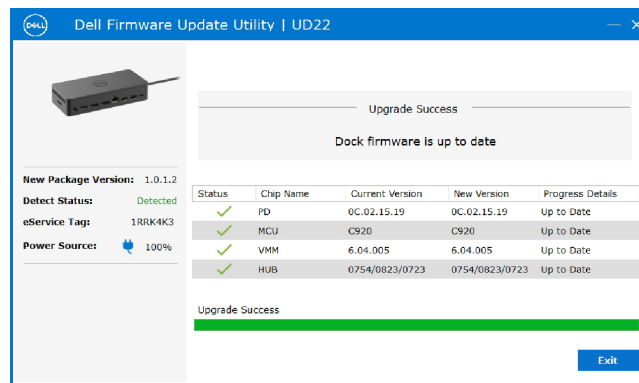 DELL Dell Firmware Update Utility | UD22
Upgrade Success
Dock firmware is up to date
New Package Version: 1.0.1.2
Detect Status: Detected
eService Tag: 1RRK4K3
Power Source: 100%
Status Chip Name Current Version New Version Progress Details
PD 0C.02.15.19 0C.02.15.19 Up to Date
MCU C920 C920 Up to Date
VMM 6.04.005 6.04.005 Up to Date
HUB 0754/0823/0723 0754/0823/0723 Up to Date
Upgrade Success
Exit